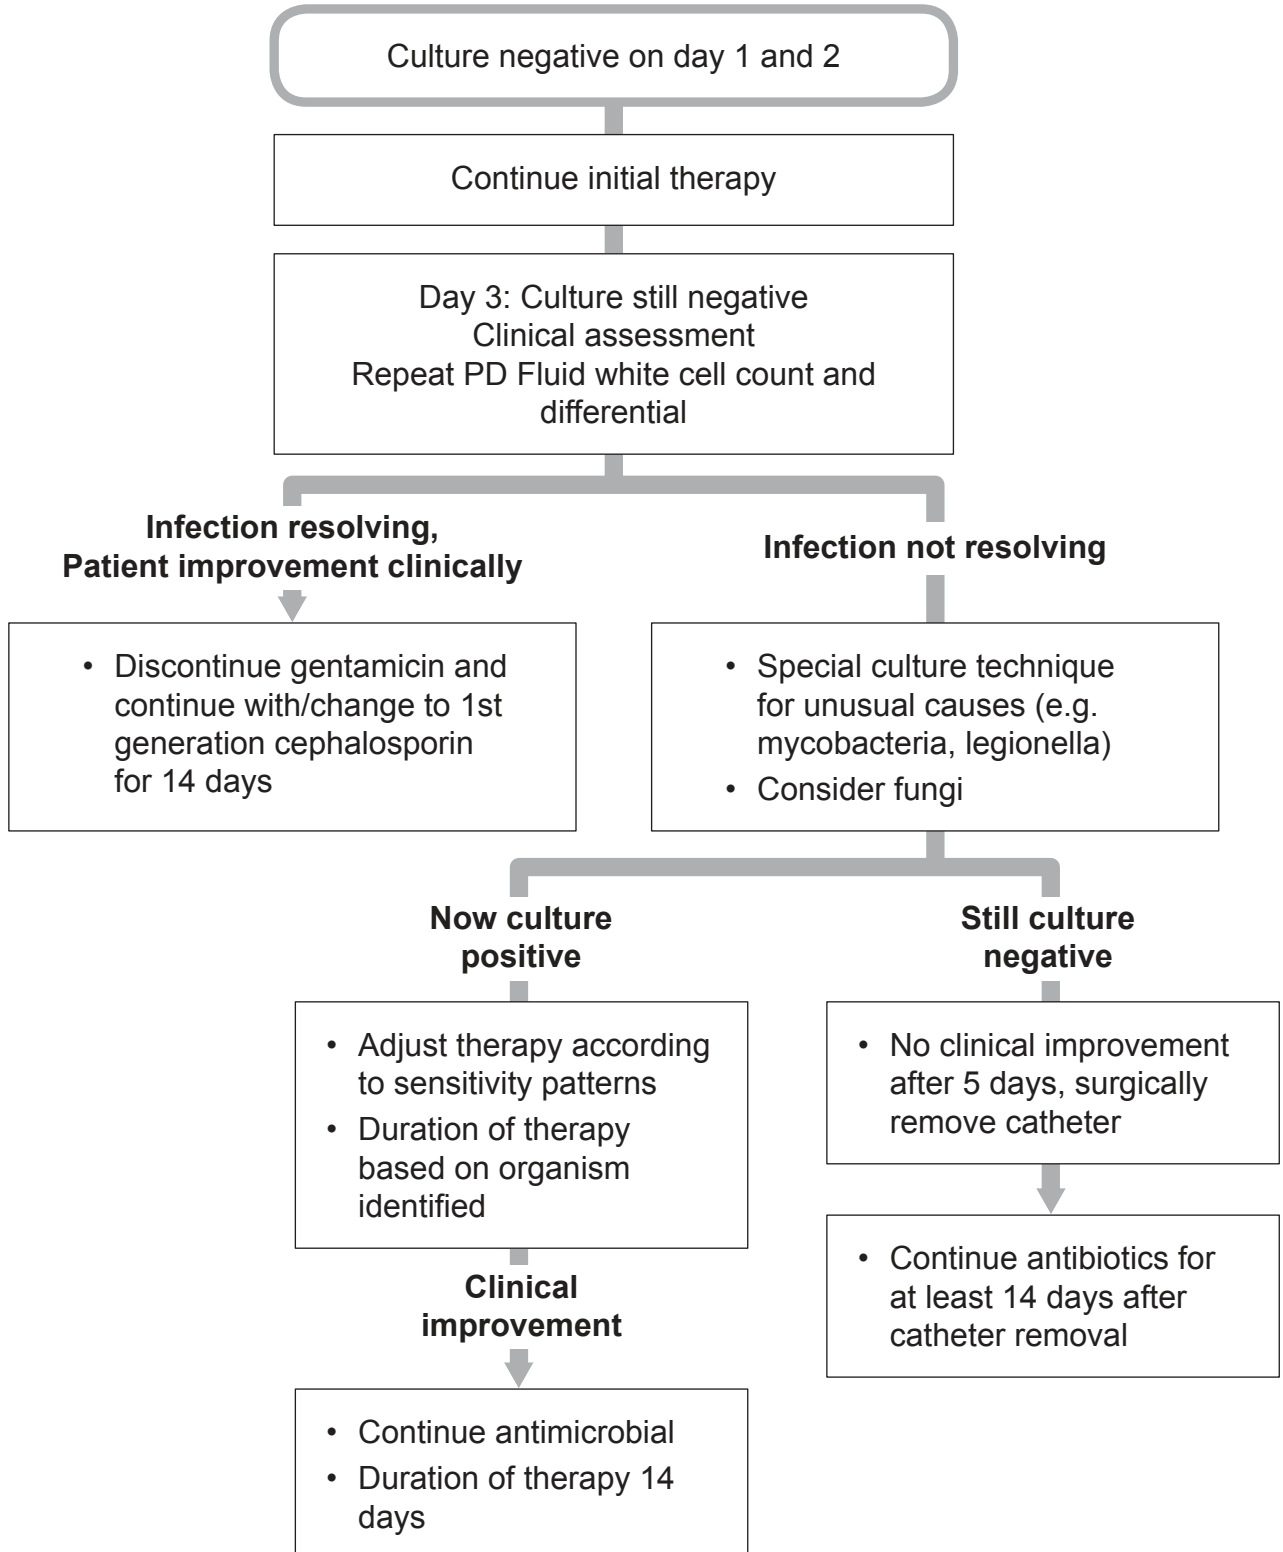 Culture negative on day 1 and 2
Continue initial therapy
Day 3: Culture still negative
Clinical assessment
Repeat PD Fluid white cell count and
differential
Infection resolving,
Patient improvement clinically
Infection not resolving
• Discontinue gentamicin and
continue with/change to 1st
generation cephalosporin
for 14 days
• Special culture technique
for unusual causes (e.g.
mycobacteria, legionella)
• Consider fungi
Now culture
positive
Still culture
negative
• Adjust therapy according
to sensitivity patterns
• Duration of therapy
based on organism
identified
• No clinical improvement
after 5 days, surgically
remove catheter
Clinical
improvement
• Continue antibiotics for
at least 14 days after
catheter removal
• Continue antimicrobial
• Duration of therapy 14
days